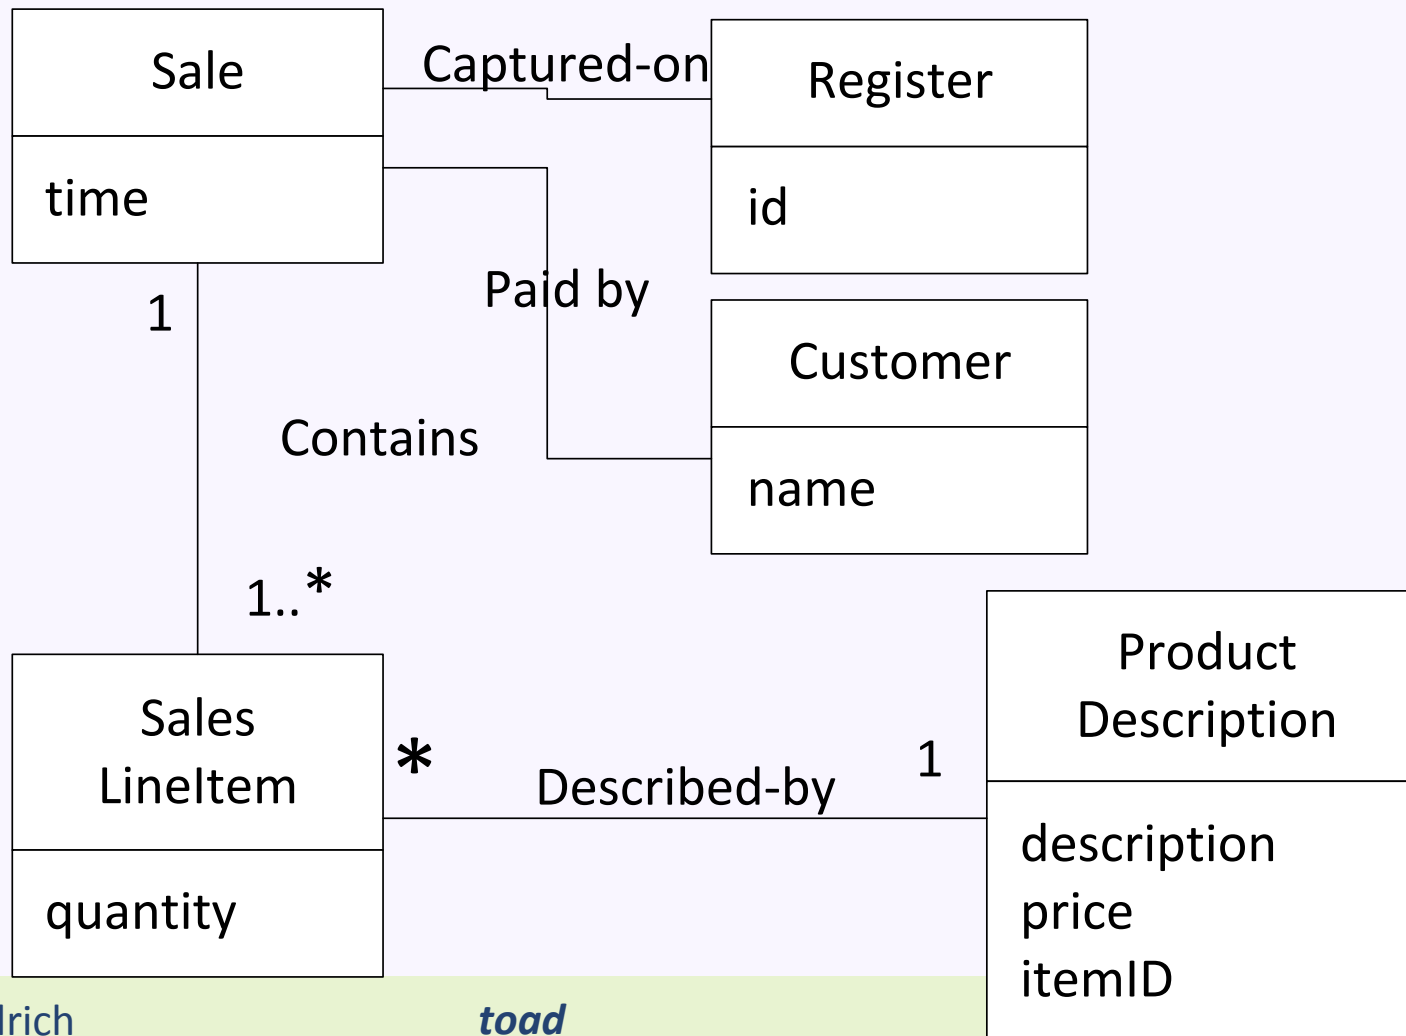 Sale
Captured-on
Register
time
id
Paid by
1
Customer
Contains
name
1..*
Product
Description
Sales
LineItem
*
1
Described-by
description
quantity
price
itemID
toad